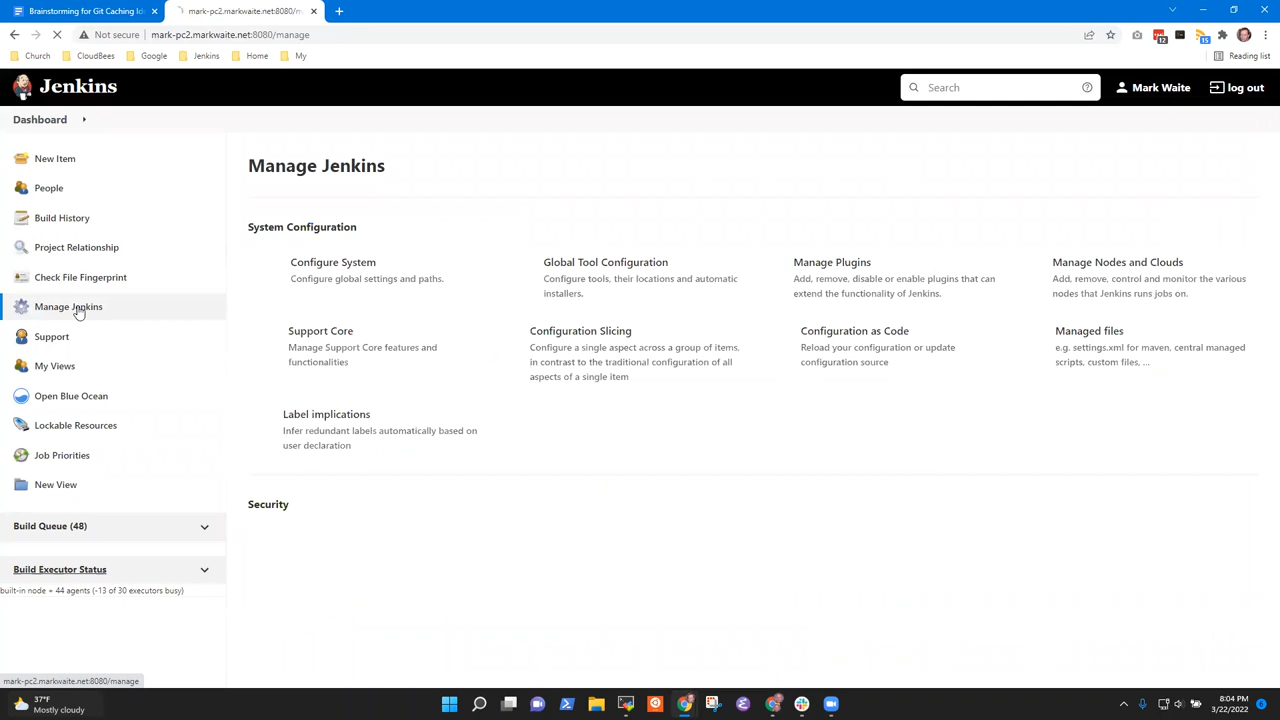 Brainstorming for Git Caching Id
mark-pc2.markwaite.net:8080/m
Not secure
mark-pc2.markwaite.net:8080/manage
12
15
Church
CloudBees
Google
Jenkins
Home
My
Reading list
Jenkins
Search
Mark Waite
log out
Dashboard
New Item
People
Build History
Project Relationship
Check File Fingerprint
Manage Jenkins
Support
My Views
Open Blue Ocean
Lockable Resources
Job Priorities
New View
Build Queue (48)
Build Executor Status
built-in node + 44 agents (-13 of 30 executors busy)
Manage Jenkins
System Configuration
Configure System
Configure global settings and paths.
Global Tool Configuration
Configure tools, their locations and automatic
installers.
Manage Plugins
Add, remove, disable or enable plugins that can
extend the functionality of Jenkins.
Manage Nodes and Clouds
Add, remove, control and monitor the various
nodes that Jenkins runs jobs on.
Support Core
Manage Support Core features and
functionalities
Configuration Slicing
Configure a single aspect across a group of items,
in contrast to the traditional configuration of all
aspects of a single item
Configuration as Code
Reload your configuration or update
configuration source
Managed files
e.g. settings.xml for maven, central managed
scripts, custom files, ...
Label implications
Infer redundant labels automatically based on
user declaration
Security
mark-pc2.markwaite.net:8080/manage
37°F
Mostly cloudy
8:04 PM
3/22/2022